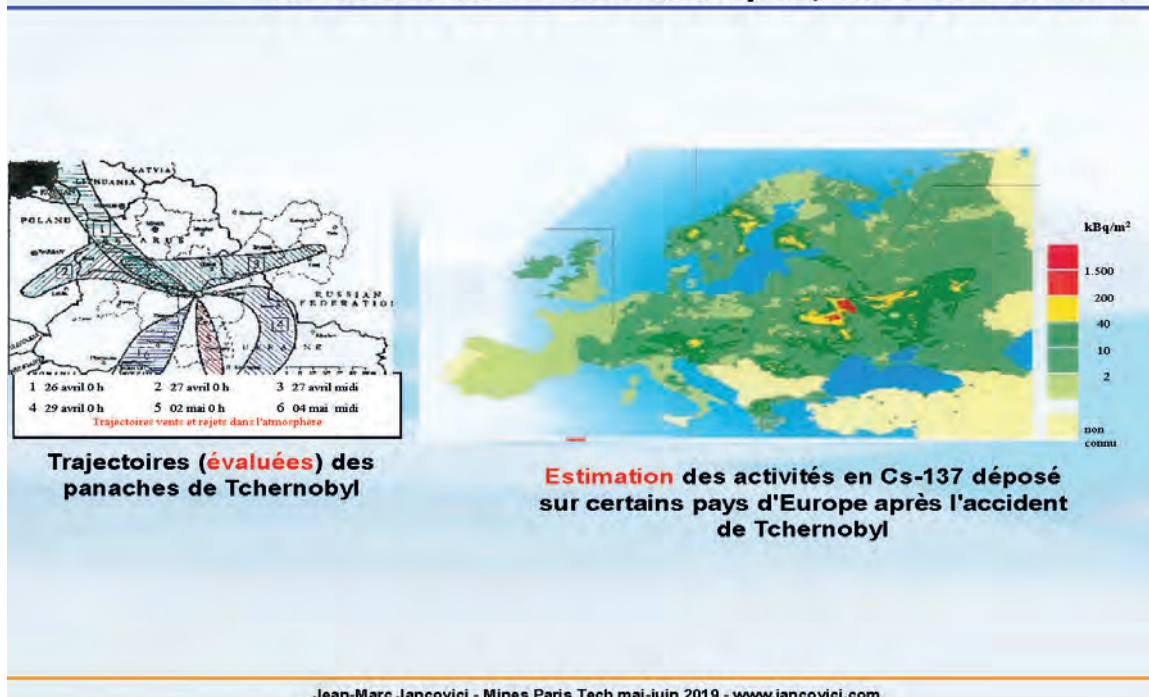 LATVIA
LITHUANIA
POLAND
RUSSIAN
FEDERATION
1 26 avril 0 h 2 27 avril 0 h 3 27 avril midi
4 29 avril 0 h 5 02 mai 0 h 6 04 mai midi
Trajectoires vents et rejets dans l'atmosphère
Trajectoires (évaluées) des
panaches de Tchernobyl
kBq/m²
1.500
200
40
10
2
non
connu
Estimation des activités en Cs-137 déposé
sur certains pays d'Europe après l'accident
de Tchernobyl
Jean-Marc Jancovici - Mines Paris Tech mai-juin 2019 - www.jancovici.com